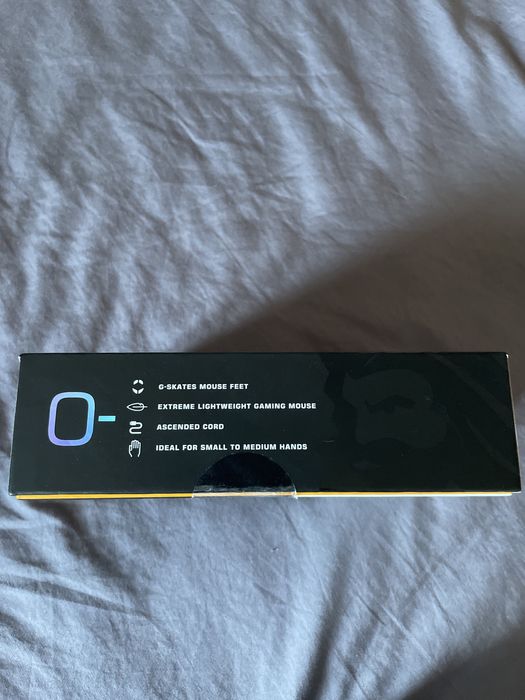 O-
G-SKATES MOUSE FEET
EXTREME LIGHTWEIGHT GAMING MOUSE
ASCENDED CORD
IDEAL FOR SMALL TO MEDIUM HANDS